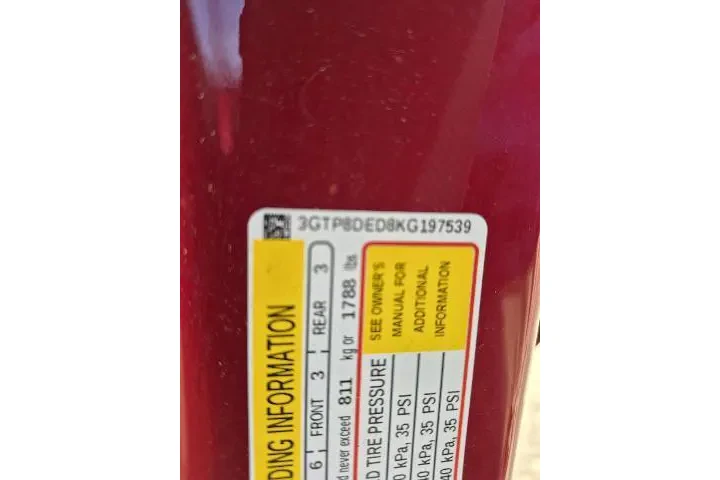 3GTP8DED8KG197539
DING INFORMATION
6 FRONT 3 REAR 3
d never exceed 811 kg or 1788 lbs
D TIRE PRESSURE
SEE OWNER'S
MANUAL FOR
ADDITIONAL
INFORMATION
0 kPa, 35 PSI
40 kPa, 35 PSI
40 kPa, 35 PSI